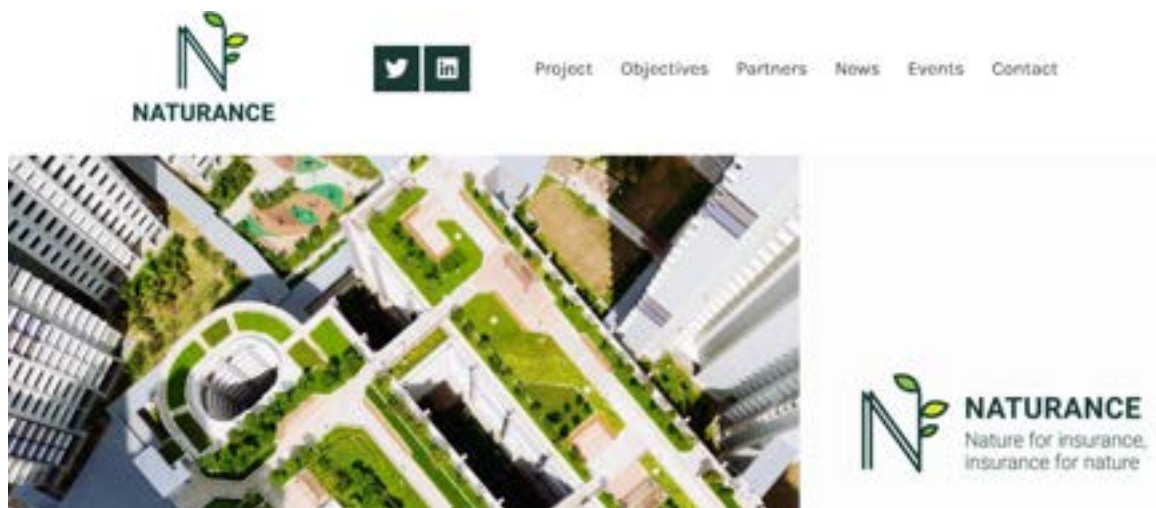 NATURANCE
Project Objectives Partners News Events Contact
NATURANCE
Nature for insurance,
insurance for nature